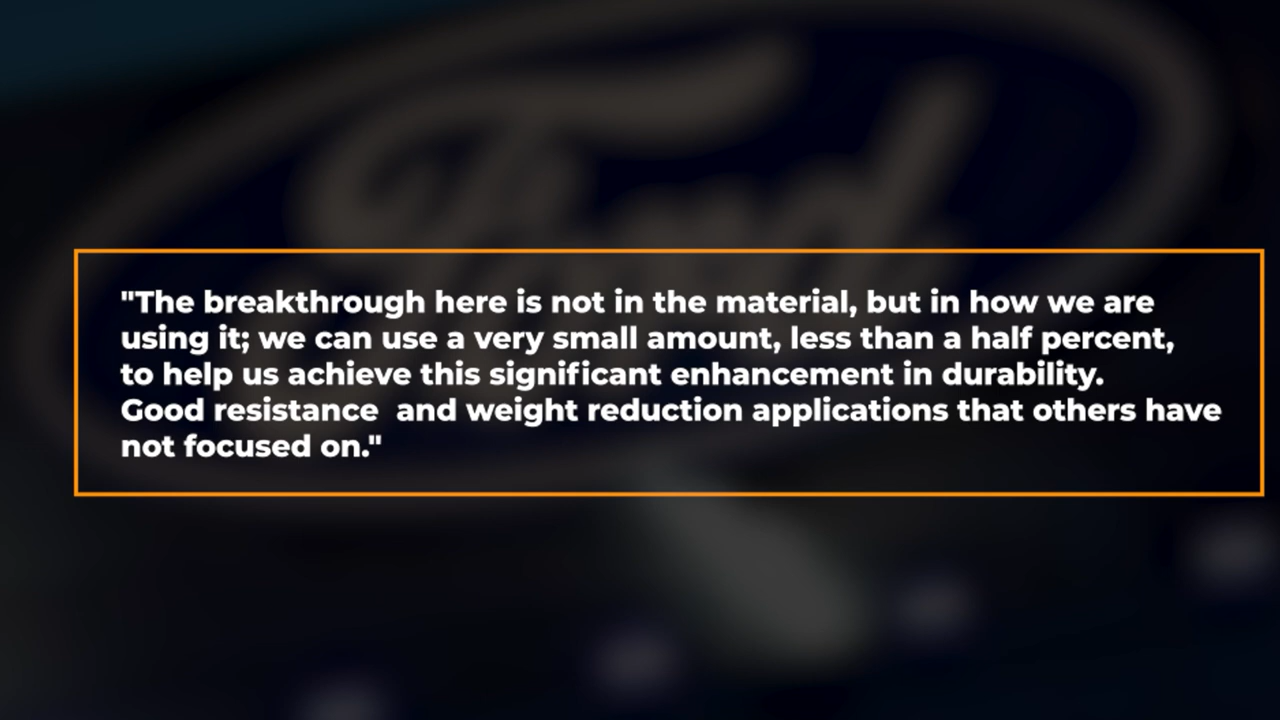 Ford
"The breakthrough here is not in the material, but in how we are
using it; we can use a very small amount, less than a half percent,
to help us achieve this significant enhancement in durability.
Good resistance  and weight reduction applications that others have
not focused on."